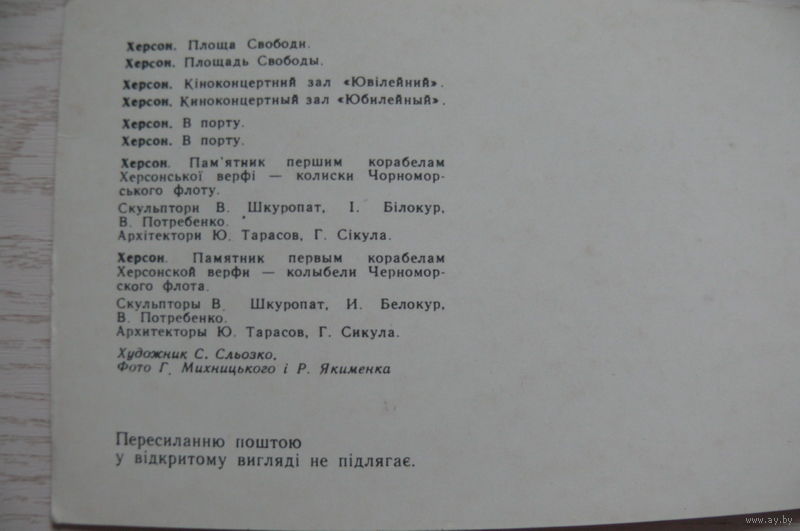 Херсон. Площа Свободи.
Херсон. Площадь Свободы.
Херсон. Кіноконцертний зал «Ювілейний».
Херсон. Киноконцертный зал «Юбилейный».
Херсон. В порту.
Херсон. В порту.
Херсон. Пам'ятник першим корабелам
Херсонської верфі — колиски Чорномор-
ського флоту.
Скульптори В. Шкуропат, І. Білокур,
В. Потребенко.
Архітектори Ю. Тарасов, Г. Сікула.
Херсон. Памятник первым корабелам
Херсонской верфи — колыбели Черномор-
ского флота.
Скульпторы В. Шкуропат, И. Белокур,
В. Потребенко.
Архитекторы Ю. Тарасов, Г. Сикула.
Художник С. Сльозко.
Фото Г. Михницького і Р. Якименка
Пересиланню поштою
у відкритому вигляді не підлягає.
www.ay.by